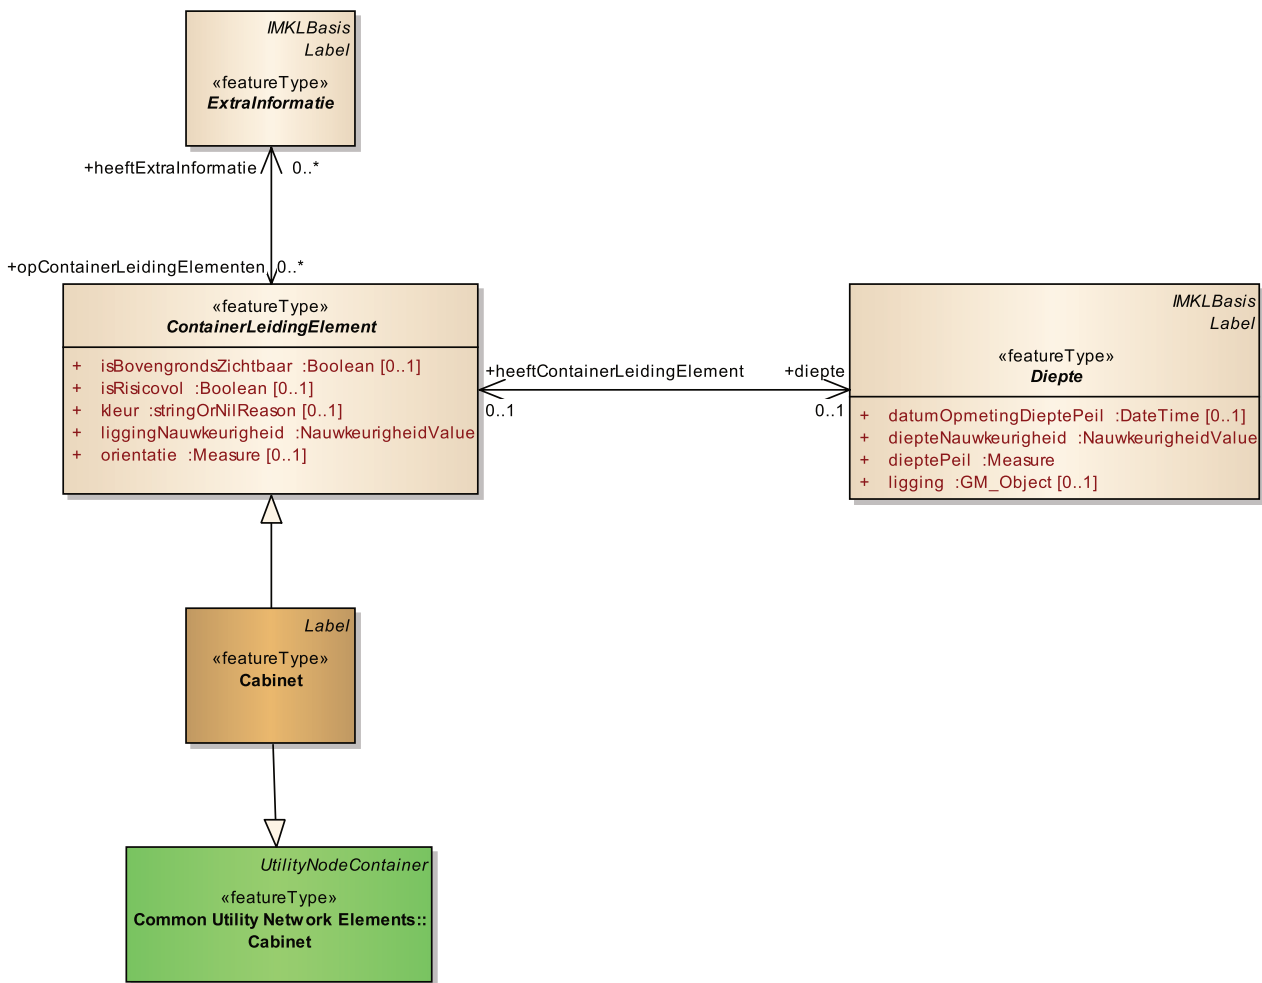 IMKLBasis
Label
«featureType»
ExtraInformatie
+heeftExtraInformatie 0..*
+opContainerLeidingElementen 0..*
«featureType»
ContainerLeidingElement
+ isBovengrondsZichtbaar :Boolean [0..1]
+ isRisicovol :Boolean [0..1]
+ kleur :stringOrNilReason [0..1]
+ liggingNauwkeurigheid :NauwkeurigheidValue
+ orientatie :Measure [0..1]
+heeftContainerLeidingElement +diepte
0..1 0..1
IMKLBasis
Label
«featureType»
Diepte
+ datumOpmetingDieptePeil :DateTime [0..1]
+ diepteNauwkeurigheid :NauwkeurigheidValue
+ dieptePeil :Measure
+ ligging :GM_Object [0..1]
Label
«featureType»
Cabinet
UtilityNodeContainer
«featureType»
Common Utility Network Elements::
Cabinet